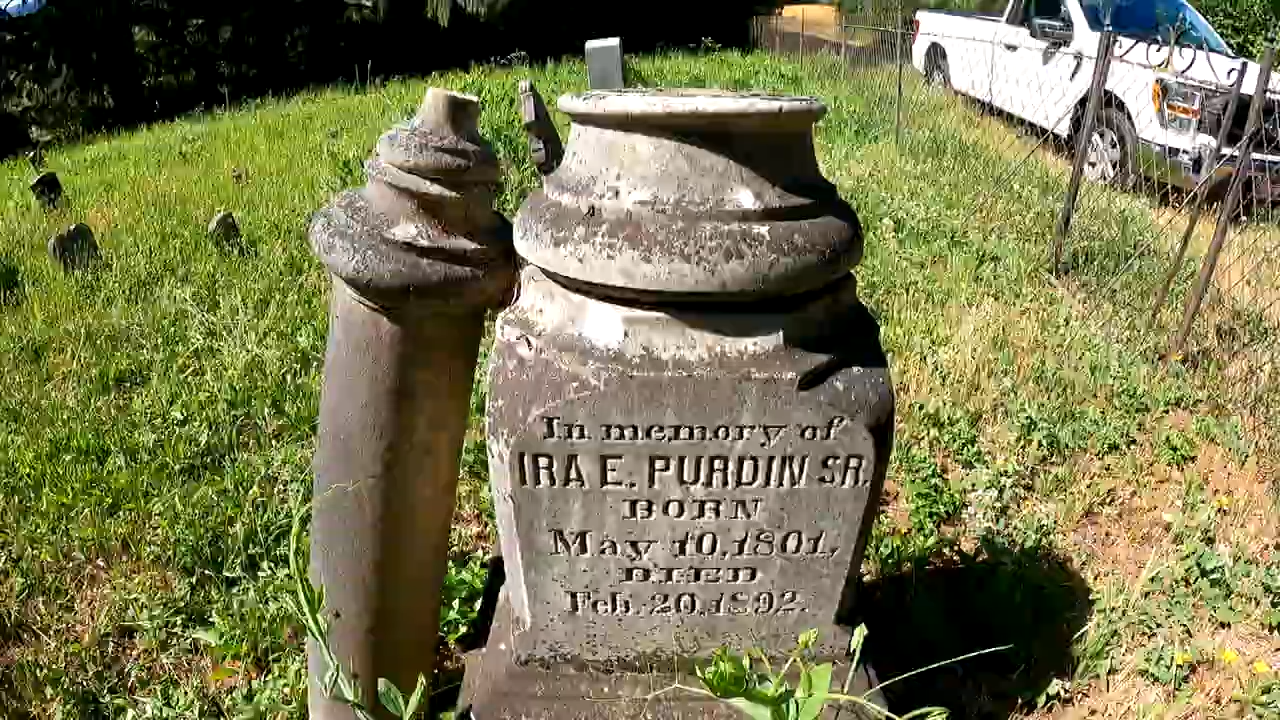 In memory of
IRA E. PURDIN SR.
BORN
May 10, 1801,
DIED
Feb. 20, 1892.